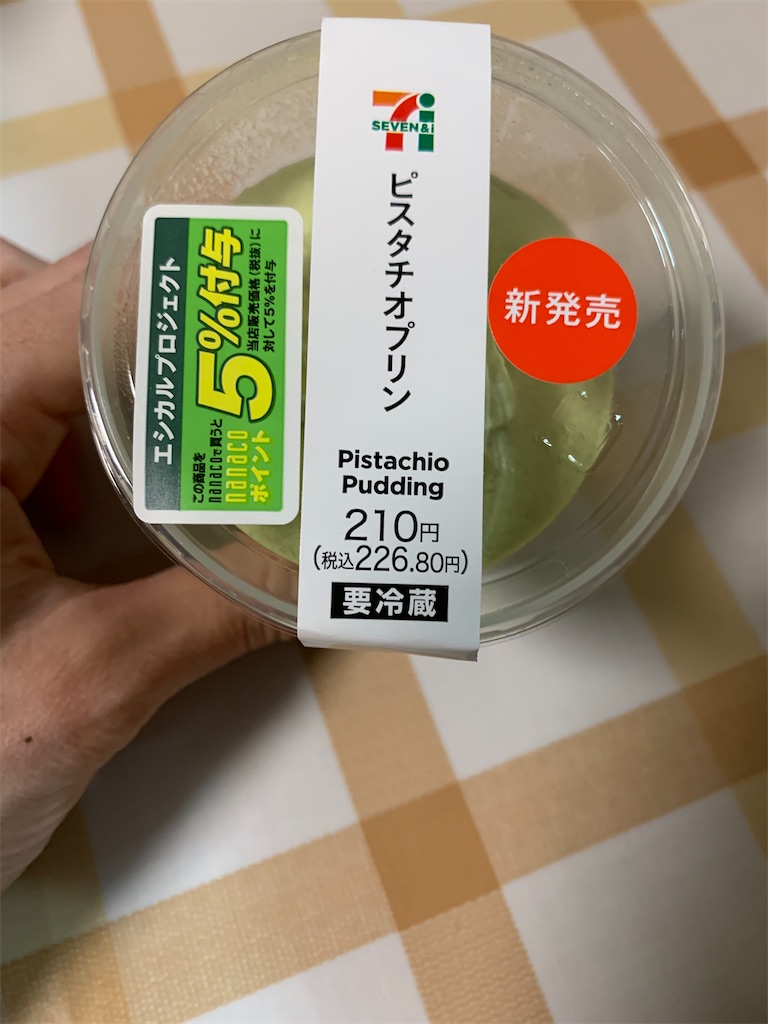 SEVEN&i
ピスタチオプリン
Pistachio
Pudding
210円
(税込226.80円)
要冷蔵
新発売
エシカルプロジェクト
この商品を
nanacoで買うと
nanaco
ポイント
5%付与
当店販売価格(税抜)に
対して5%を付与